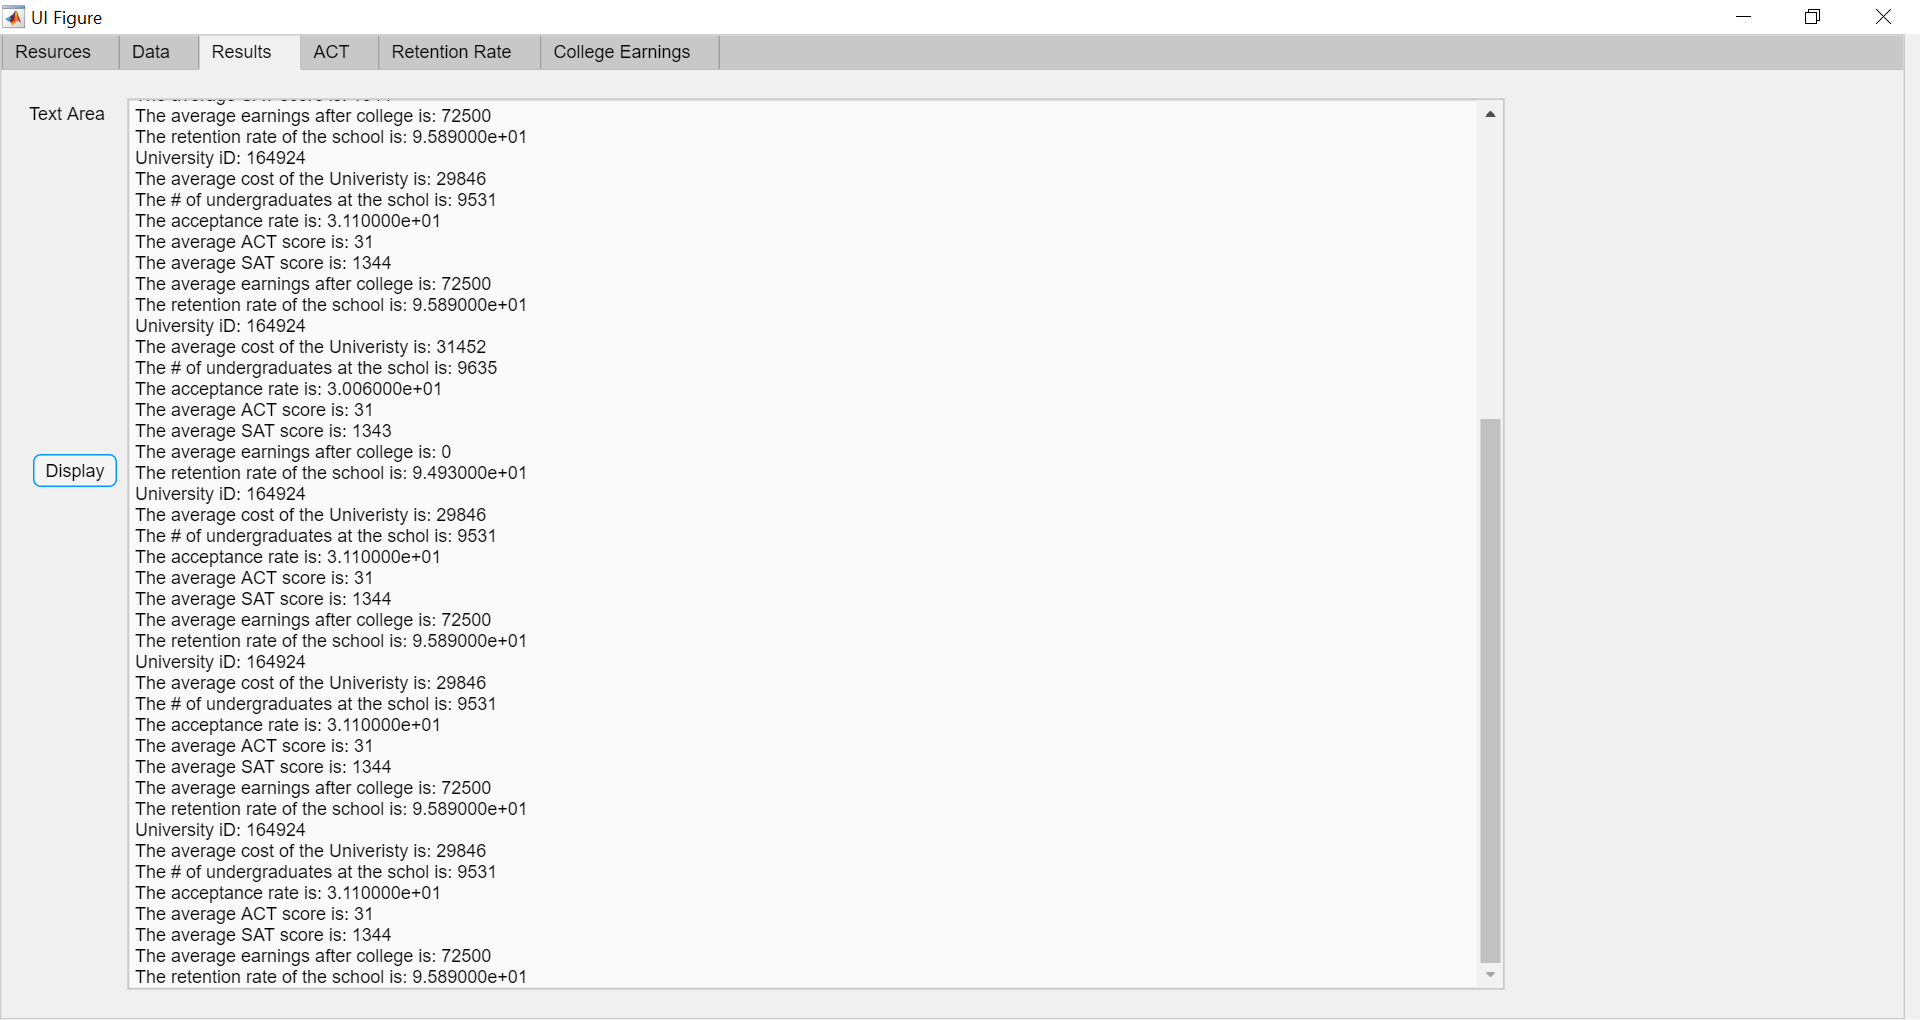 UI Figure
Resurces Data Results ACT Retention Rate College Earnings
Text Area
The average earnings after college is: 72500
The retention rate of the school is: 9.589000e+01
University iD: 164924
The average cost of the Univeristy is: 29846
The # of undergraduates at the schol is: 9531
The acceptance rate is: 3.110000e+01
The average ACT score is: 31
The average SAT score is: 1344
The average earnings after college is: 72500
The retention rate of the school is: 9.589000e+01
University iD: 164924
The average cost of the Univeristy is: 31452
The # of undergraduates at the schol is: 9635
The acceptance rate is: 3.006000e+01
The average ACT score is: 31
The average SAT score is: 1343
The average earnings after college is: 0
Display
The retention rate of the school is: 9.493000e+01
University iD: 164924
The average cost of the Univeristy is: 29846
The # of undergraduates at the schol is: 9531
The acceptance rate is: 3.110000e+01
The average ACT score is: 31
The average SAT score is: 1344
The average earnings after college is: 72500
The retention rate of the school is: 9.589000e+01
University iD: 164924
The average cost of the Univeristy is: 29846
The # of undergraduates at the schol is: 9531
The acceptance rate is: 3.110000e+01
The average ACT score is: 31
The average SAT score is: 1344
The average earnings after college is: 72500
The retention rate of the school is: 9.589000e+01
University iD: 164924
The average cost of the Univeristy is: 29846
The # of undergraduates at the schol is: 9531
The acceptance rate is: 3.110000e+01
The average ACT score is: 31
The average SAT score is: 1344
The average earnings after college is: 72500
The retention rate of the school is: 9.589000e+01